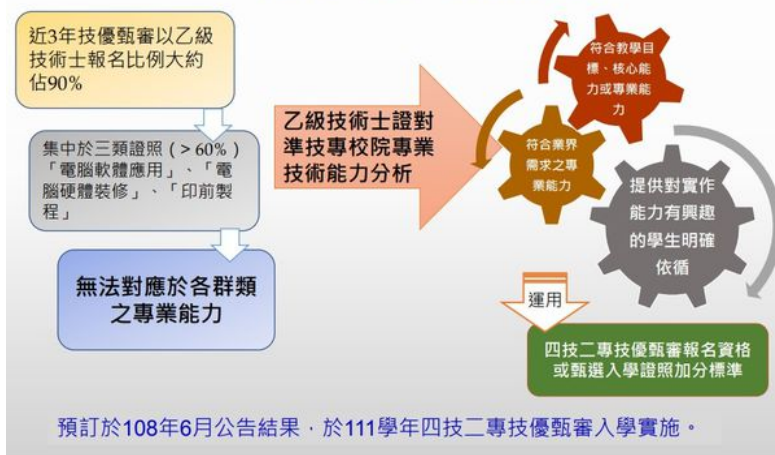 近3年技優甄審以乙級
技術士報名比例大約
佔90%
集中於三類證照（>60%）
「電腦軟體應用」、「電
腦硬體裝修」、「印前製
程」
無法對應於各群類
之專業能力
乙級技術士證對
準技專校院專業
技術能力分析
符合教學目
標、核心能
力或專業能
力
符合業界
需求之專
業能力
提供對實作
能力有興趣
的學生明確
依循
運用
四技二專技優甄審報名資格
或甄選入學證照加分標準
預訂於108年6月公告結果，於111學年四技二專技優甄審入學實施。